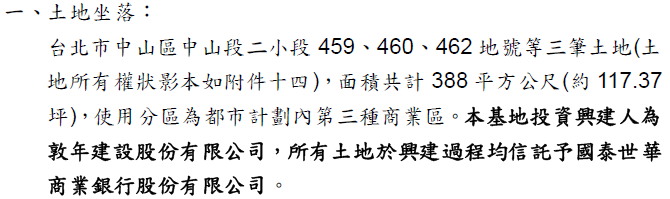 一、土地坐落：
台北市中山區中山段二小段 459、460、462 地號等三筆土地(土
地所有權狀影本如附件十四)，面積共計 388 平方公尺(約 117.37
坪)，使用分區為都市計劃內第三種商業區。本基地投資興建人為
敦年建設股份有限公司，所有土地於興建過程均信託予國泰世華
商業銀行股份有限公司。